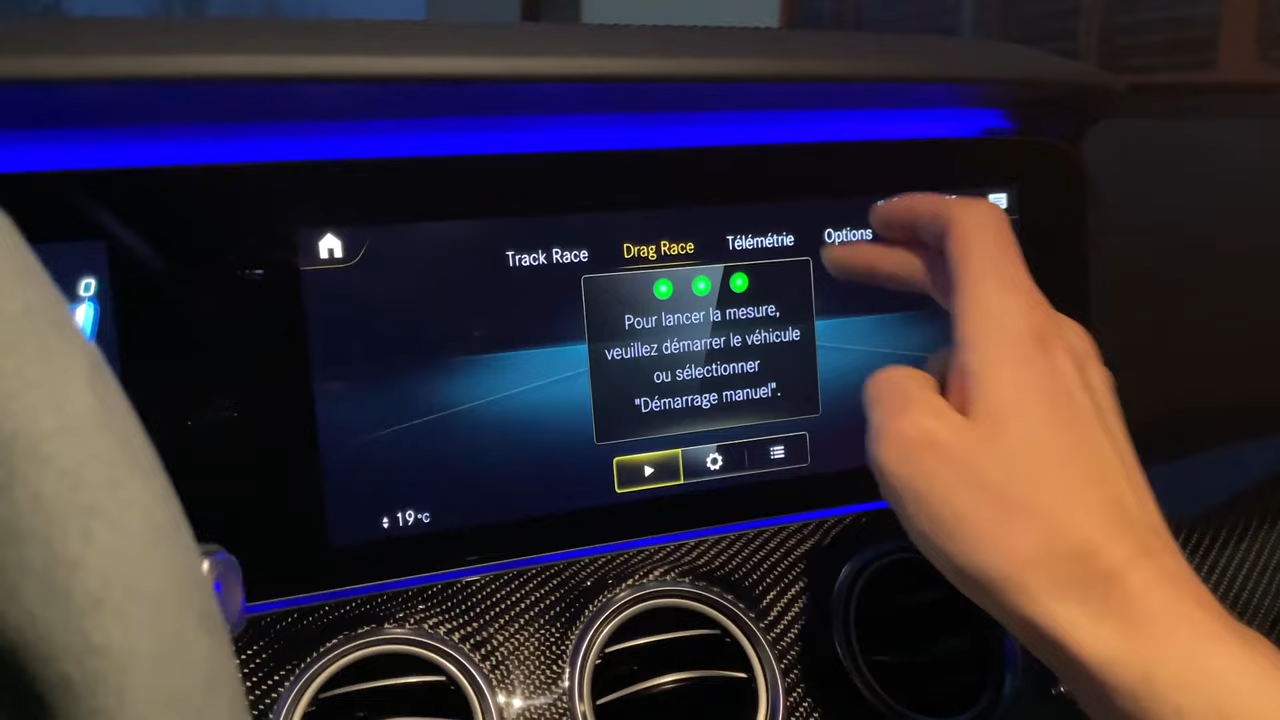 0
Track Race Drag Race Télémétrie Options
Pour lancer la mesure,
veuillez démarrer le véhicule
ou sélectionner
"Démarrage manuel".
19°C